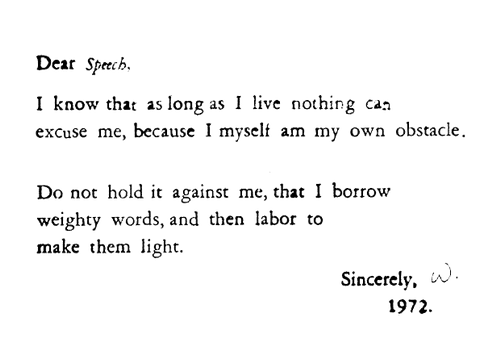 Dear Speech,
I know that as long as I live nothing can
excuse me, because I myself am my own obstacle.
Do not hold it against me, that I borrow
weighty words, and then labor to
make them light.
Sincerely, W.
1972.